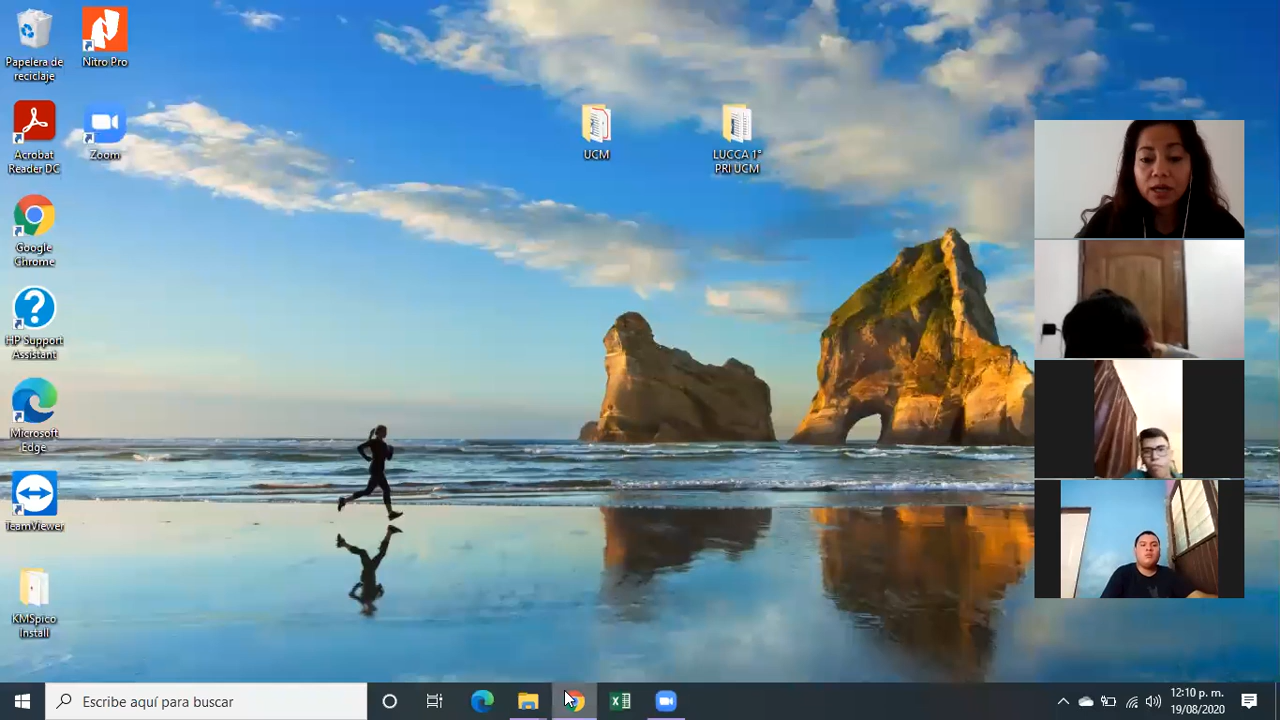 Papelera de
reciclaje
Nitro Pro
Acrobat
Reader DC
Zoom
Google
Chrome
HP Support
Assistant
Microsoft
Edge
TeamViewer
KMSpico
Install
UCM
LUCCA 1°
PRI UCM
Escribe aquí para buscar
12:10 p. m.
19/08/2020